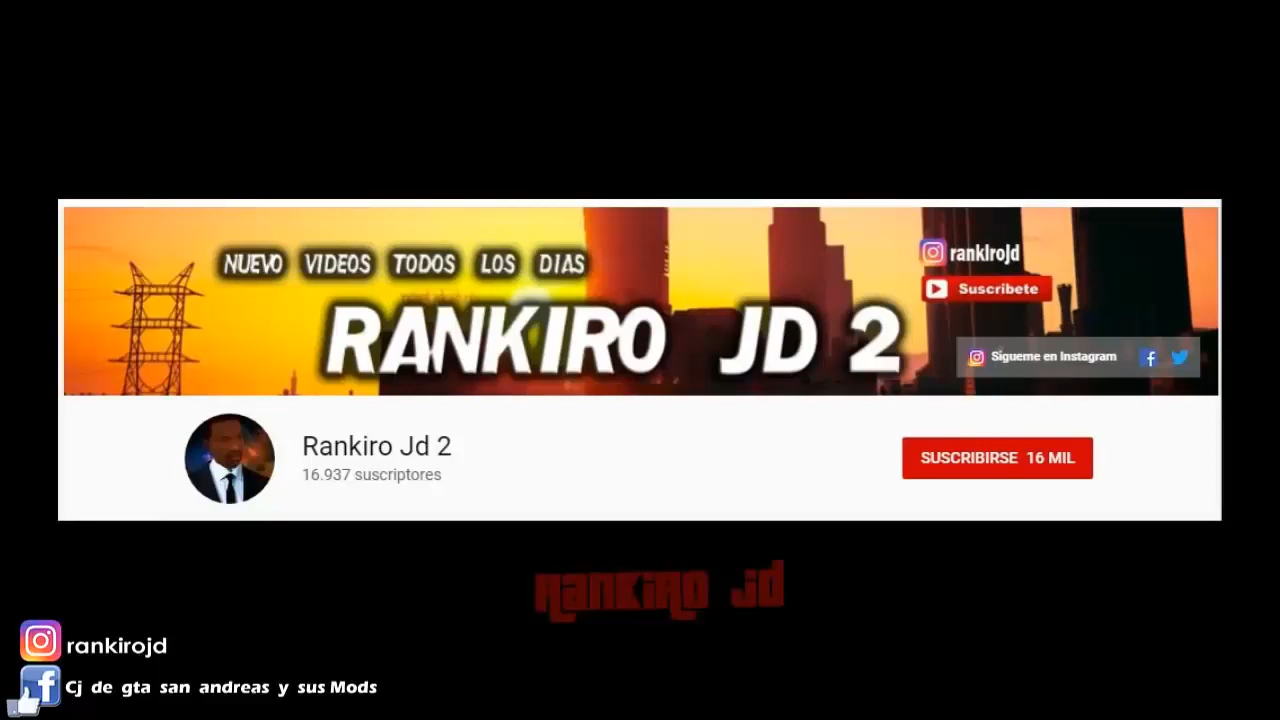 NUEVO VIDEOS TODOS LOS DIAS
RANKIRO JD 2
rankirojd
Suscribete
Sigueme en Instagram
Rankiro Jd 2
16.937 suscriptores
SUSCRIBIRSE 16 MIL
RANKIRO Jd
rankirojd
Cj de gta san andreas y sus Mods